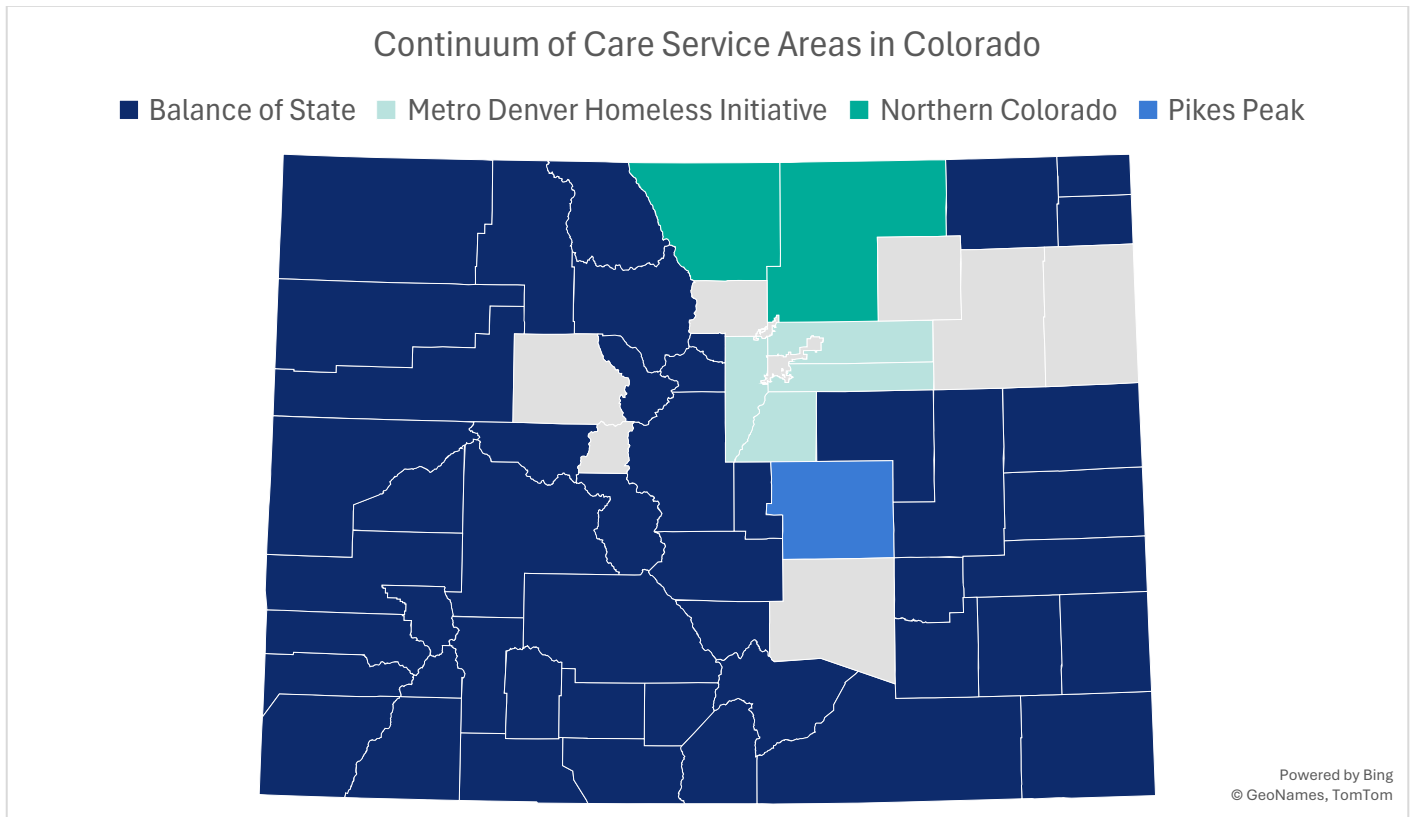 Continuum of Care Service Areas in Colorado
Balance of State Metro Denver Homeless Initiative Northern Colorado Pikes Peak
Powered by Bing
© GeoNames, TomTom